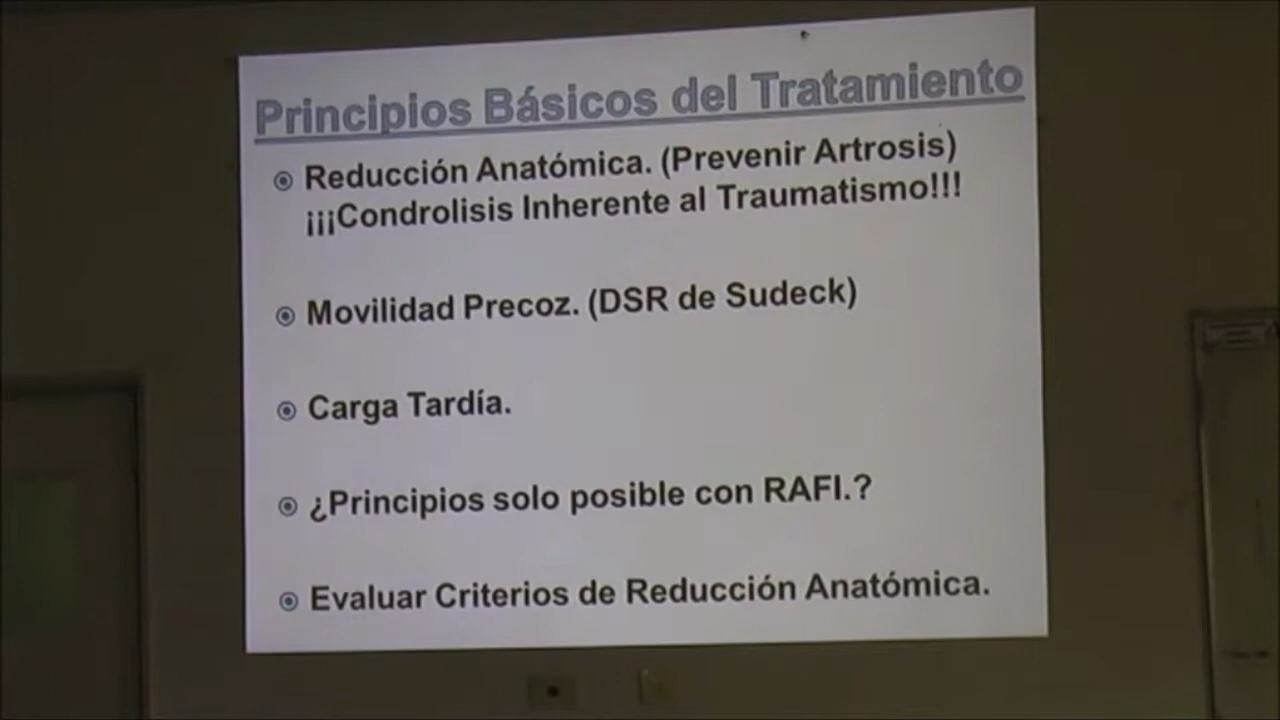 Principios Básicos del Tratamiento
Reducción Anatómica. (Prevenir Artrosis)
¡¡¡Condrolisis Inherente al Traumatismo!!!
Movilidad Precoz. (DSR de Sudeck)
Carga Tardía.
¿Principios solo posible con RAFI.?
Evaluar Criterios de Reducción Anatómica.